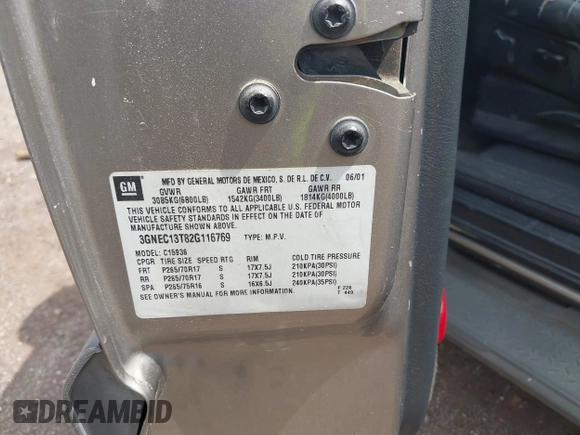 GM
MFD BY GENERAL MOTORS DE MEXICO, S. DE R.L. DE C.V. 06/01
GVWR GAWR FRT GAWR RR
3085KG(6800LB) 1542KG(3400LB) 1814KG(4000LB)
THIS VEHICLE CONFORMS TO ALL APPLICABLE U.S. FEDERAL MOTOR
VEHICLE SAFETY STANDARDS IN EFFECT ON THE DATE OF
MANUFACTURE SHOWN ABOVE.
3GNEC13T82G116769 TYPE: M.P.V.
MODEL: C15936
CPGR TIRE SIZE SPEED RTG RIM COLD TIRE PRESSURE
FRT P265/70R17 S 17X7.5J 210KPA(30PSI)
RR P265/70R17 S 17X7.5J 210KPA(30PSI)
SPA P265/75R16 S 16X6.5J 240KPA(35PSI)
SEE OWNER'S MANUAL FOR MORE INFORMATION.
F 226
T 449
DREAMBID